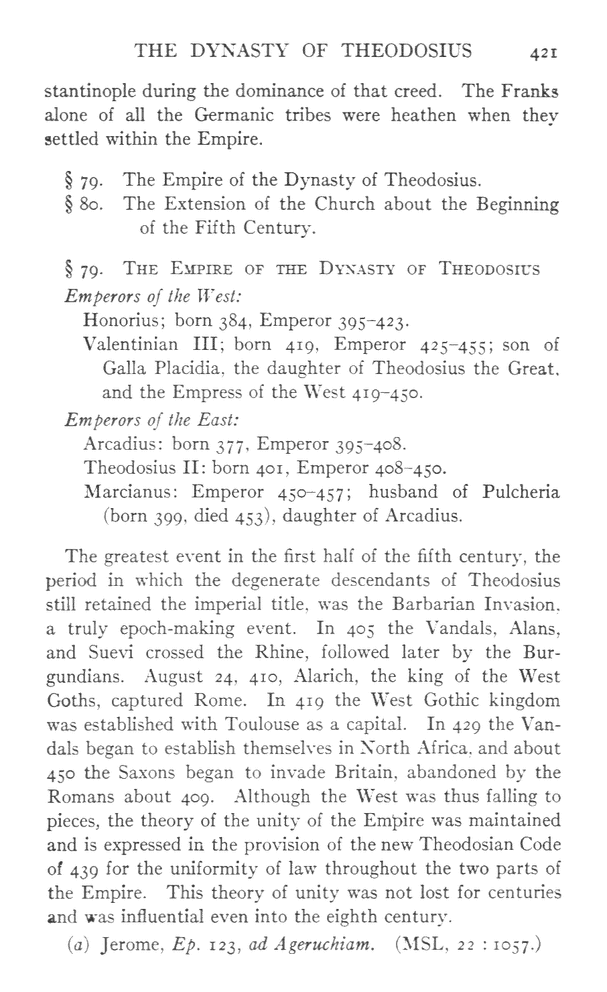 THE DYNASTY OF THEODOSIUS 421
stantinople during the dominance of that creed. The Franks
alone of all the Germanic tribes were heathen when they
settled within the Empire.
§ 79. The Empire of the Dynasty of Theodosius.
§ 80. The Extension of the Church about the Beginning
of the Fifth Century.
§ 79. The Empire of the Dynasty of Theodosius
Emperors of the West:
Honorius; born 384, Emperor 395–423.
Valentinian III; born 419, Emperor 425–455; son of
Galla Placidia, the daughter of Theodosius the Great,
and the Empress of the West 419–450.
Emperors of the East:
Arcadius: born 377, Emperor 395–408.
Theodosius II: born 401, Emperor 408–450.
Marcianus: Emperor 450–457; husband of Pulcheria
(born 399, died 453), daughter of Arcadius.
The greatest event in the first half of the fifth century, the
period in which the degenerate descendants of Theodosius
still retained the imperial title, was the Barbarian Invasion,
a truly epoch-making event. In 405 the Vandals, Alans,
and Suevi crossed the Rhine, followed later by the Bur-
gundians. August 24, 410, Alarich, the king of the West
Goths, captured Rome. In 419 the West Gothic kingdom
was established with Toulouse as a capital. In 429 the Van-
dals began to establish themselves in North Africa, and about
450 the Saxons began to invade Britain, abandoned by the
Romans about 409. Although the West was thus falling to
pieces, the theory of the unity of the Empire was maintained
and is expressed in the provision of the new Theodosian Code
of 439 for the uniformity of law throughout the two parts of
the Empire. This theory of unity was not lost for centuries
and was influential even into the eighth century.
(a) Jerome, Ep. 123, ad Ageruchiam. (MSL, 22 : 1057.)